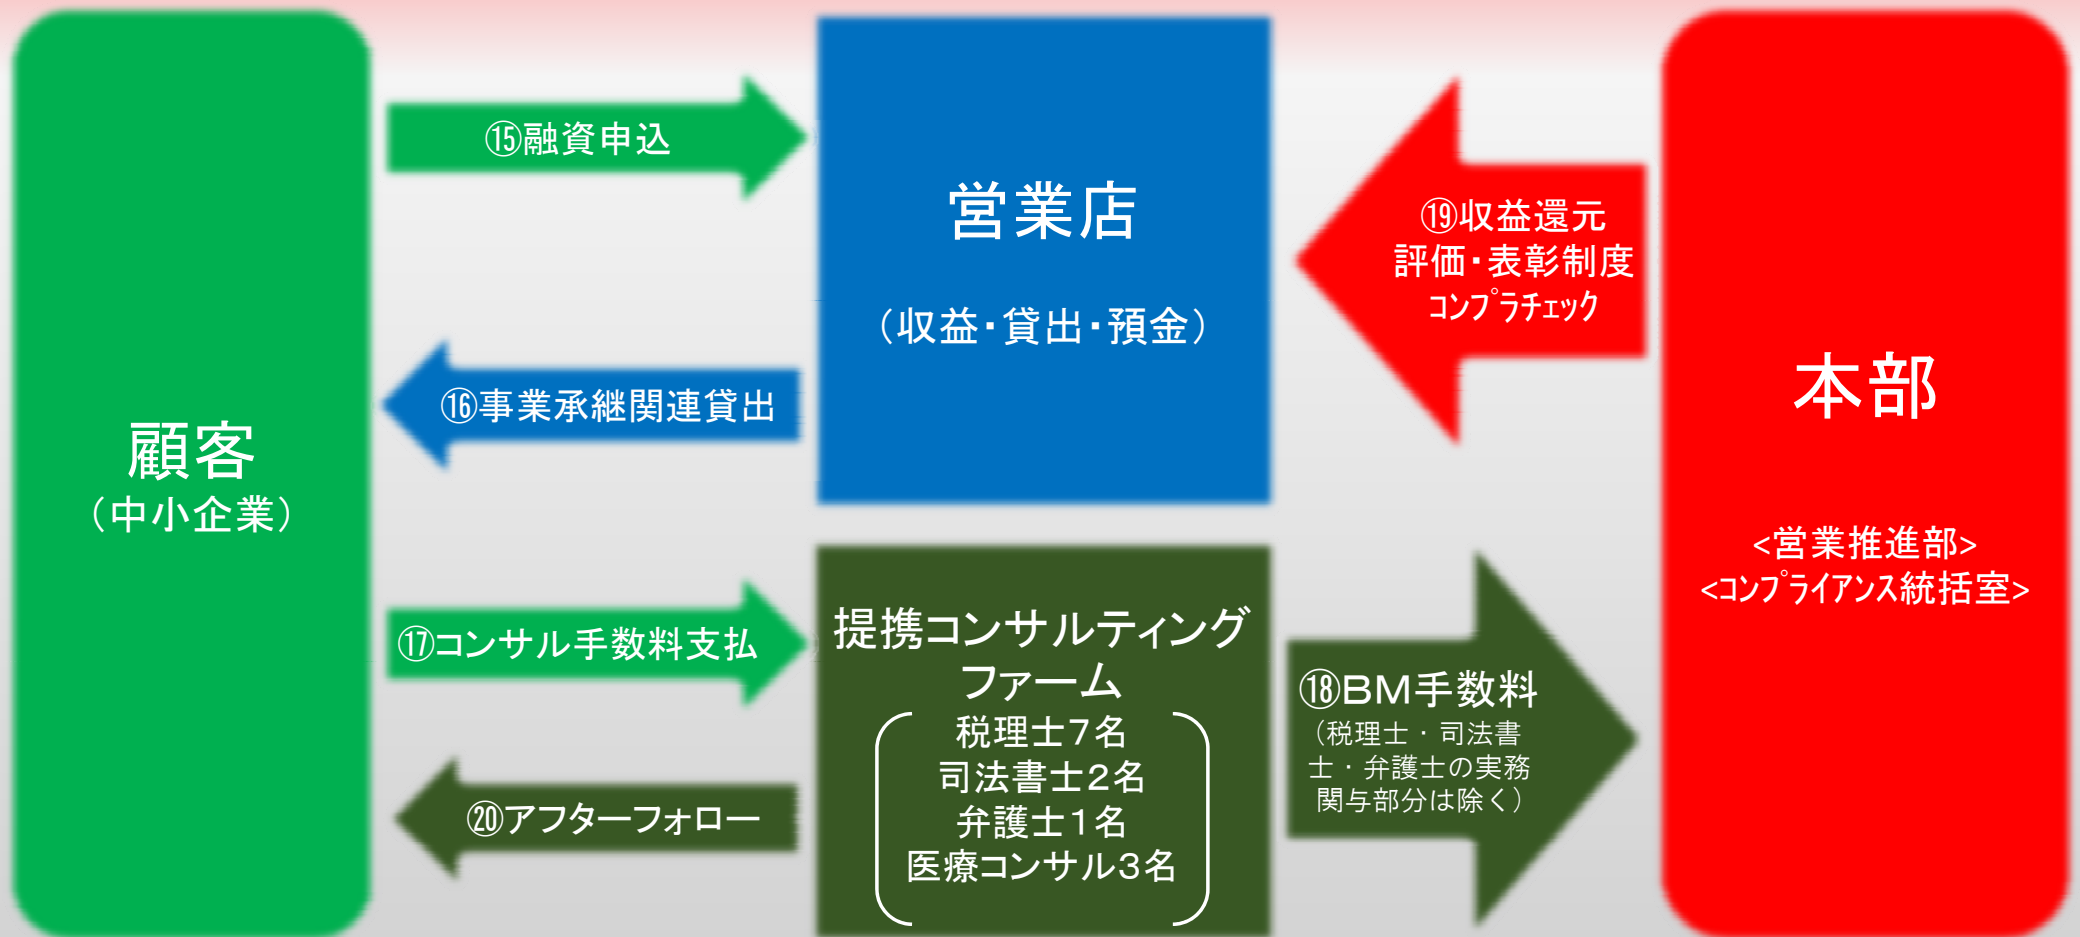 顧客
（中小企業）
⑮融資申込
⑯事業承継関連貸出
⑰コンサル手数料支払
⑳アフターフォロー
営業店
（収益・貸出・預金）
提携コンサルティング
ファーム
税理士７名
司法書士２名
弁護士１名
医療コンサル３名
⑲収益還元
評価・表彰制度
ｺﾝﾌﾟﾗﾁｪｯｸ
⑱ＢＭ手数料
（税理士・司法書
士・弁護士の実務
関与部分は除く）
本部
<営業推進部>
<ｺﾝﾌﾟﾗｲｱﾝｽ統括室>